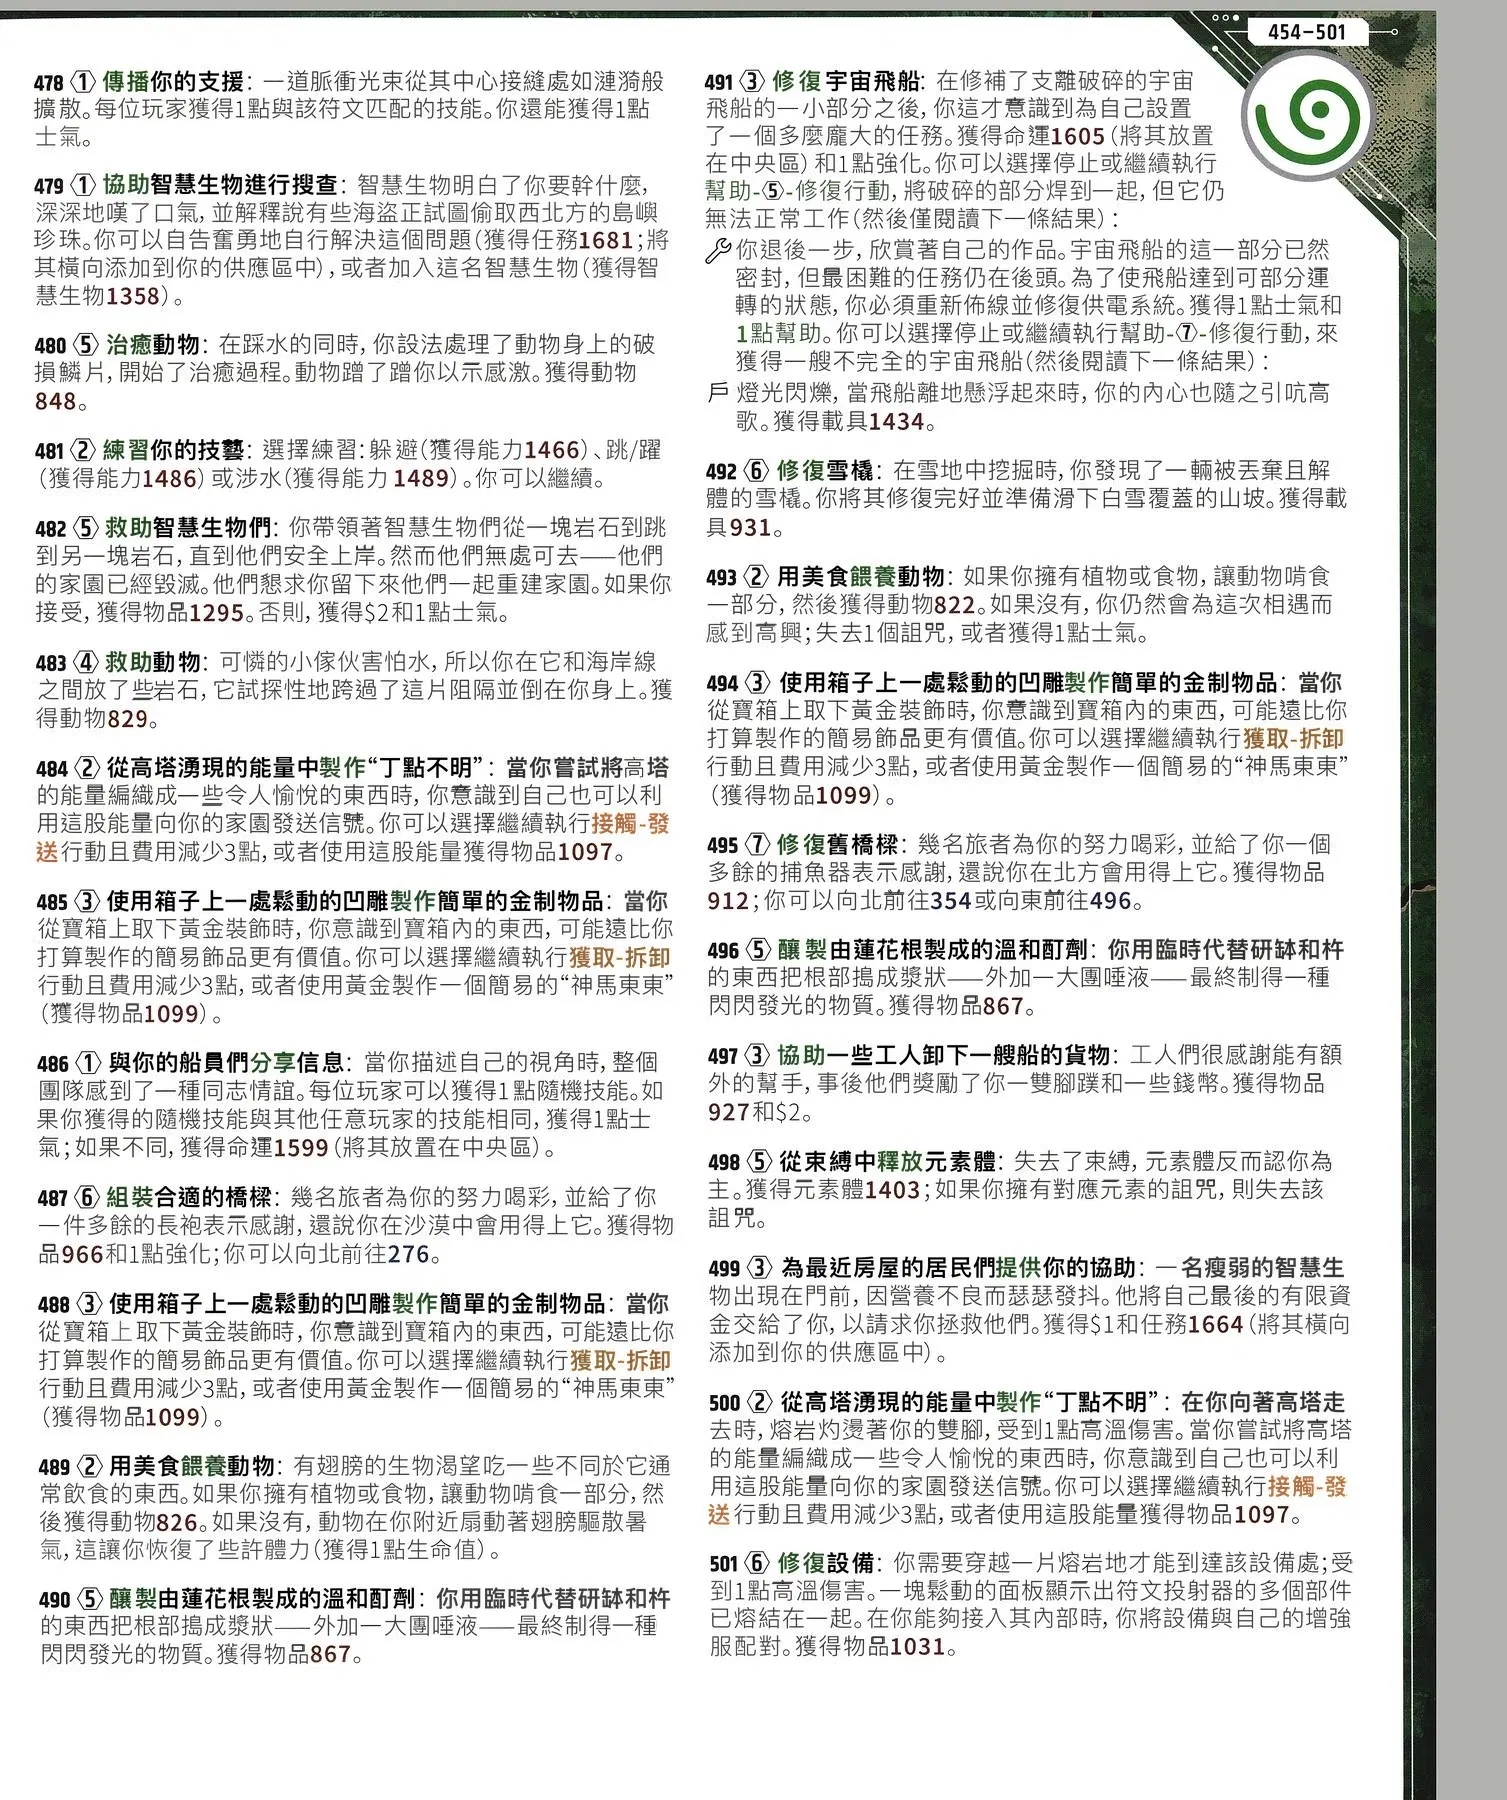 454–501
478 ① 傳播你的支援：一道脈衝光束從其中心接縫處如漣漪般
擴散。每位玩家獲得1點與該符文匹配的技能。你還能獲得1點
士氣。
479 ① 協助智慧生物進行搜查：智慧生物明白了你要幹什麼，
深深地嘆了口氣，並解釋說有些海盜正試圖偷取西北方的島嶼
珍珠。你可以自告奮勇地自行解決這個問題（獲得任務1681；將
其橫向添加到你的供應區中），或者加入這名智慧生物（獲得智
慧生物1358）。
480 ⑤ 治癒動物：在踩水的同時，你設法處理了動物身上的破
損鱗片，開始了治癒過程。動物蹭了蹭你以示感激。獲得動物
848。
481 ② 練習你的技藝：選擇練習：躲避（獲得能力1466）、跳/躍
（獲得能力1486）或涉水（獲得能力1489）。你可以繼續。
482 ⑤ 救助智慧生物們：你帶領著智慧生物們從一塊岩石到跳
到另一塊岩石，直到他們安全上岸。然而他們無處可去——他們
的家園已經毀滅。他們懇求你留下來他們一起重建家園。如果你
接受，獲得物品1295。否則，獲得$2和1點士氣。
483 ④ 救助動物：可憐的小傢伙害怕水，所以你在它和海岸線
之間放了些岩石，它試探性地跨過了這片阻隔並倒在你身上。獲
得動物829。
484 ② 從高塔湧現的能量中製作“丁點不明”：當你嘗試將高塔
的能量編織成一些令人愉悅的東西時，你意識到自己也可以利
用這股能量向你的家園發送信號。你可以選擇繼續執行接觸-發
送行動且費用減少3點，或者使用這股能量獲得物品1097。
485 ③ 使用箱子上一處鬆動的凹雕製作簡單的金制物品：當你
從寶箱上取下黃金裝飾時，你意識到寶箱內的東西，可能遠比你
打算製作的簡易飾品更有價值。你可以選擇繼續執行獲取-拆卸
行動且費用減少3點，或者使用黃金製作一個簡易的“神馬東東”
（獲得物品1099）。
486 ① 與你的船員們分享信息：當你描述自己的視角時，整個
團隊感到了一種同志情誼。每位玩家可以獲得1點隨機技能。如
果你獲得的隨機技能與其他任意玩家的技能相同，獲得1點士
氣；如果不同，獲得命運1599（將其放置在中央區）。
487 ⑥ 組裝合適的橋樑：幾名旅者為你的努力喝彩，並給了你
一件多餘的長袍表示感謝，還說你在沙漠中會用得上它。獲得物
品966和1點強化；你可以向北前往276。
488 ③ 使用箱子上一處鬆動的凹雕製作簡單的金制物品：當你
從寶箱上取下黃金裝飾時，你意識到寶箱內的東西，可能遠比你
打算製作的簡易飾品更有價值。你可以選擇繼續執行獲取-拆卸
行動且費用減少3點，或者使用黃金製作一個簡易的“神馬東東”
（獲得物品1099）。
489 ② 用美食餵養動物：有翅膀的生物渴望吃一些不同於它通
常飲食的東西。如果你擁有植物或食物，讓動物啃食一部分，然
後獲得動物826。如果沒有，動物在你附近扇動著翅膀驅散暑
氣，這讓你恢復了些許體力（獲得1點生命值）。
490 ⑤ 釀製由蓮花根製成的溫和酊劑：你用臨時代替研缽和杵
的東西把根部搗成漿狀——外加一大團唾液——最終制得一種
閃閃發光的物質。獲得物品867。
491 ③ 修復宇宙飛船：在修補了支離破碎的宇宙
飛船的一小部分之後，你這才意識到為自己設置
了一個多麼龐大的任務。獲得命運1605（將其放置
在中央區）和1點強化。你可以選擇停止或繼續執行
幫助-⑤-修復行動，將破碎的部分焊到一起，但它仍
無法正常工作（然後僅閱讀下一條結果）：
你退後一步，欣賞著自己的作品。宇宙飛船的這一部分已然
密封，但最困難的任務仍在後頭。為了使飛船達到可部分運
轉的狀態，你必須重新佈線並修復供電系統。獲得1點士氣和
1點幫助。你可以選擇停止或繼續執行幫助-⑦-修復行動，來
獲得一艘不完全的宇宙飛船（然後閱讀下一條結果）：
燈光閃爍，當飛船離地懸浮起來時，你的內心也隨之引吭高
歌。獲得載具1434。
492 ⑥ 修復雪橇：在雪地中挖掘時，你發現了一輛被丟棄且解
體的雪橇。你將其修復完好並準備滑下白雪覆蓋的山坡。獲得載
具931。
493 ② 用美食餵養動物：如果你擁有植物或食物，讓動物啃食
一部分，然後獲得動物822。如果沒有，你仍然會為這次相遇而
感到高興；失去1個詛咒，或者獲得1點士氣。
494 ③ 使用箱子上一處鬆動的凹雕製作簡單的金制物品：當你
從寶箱上取下黃金裝飾時，你意識到寶箱內的東西，可能遠比你
打算製作的簡易飾品更有價值。你可以選擇繼續執行獲取-拆卸
行動且費用減少3點，或者使用黃金製作一個簡易的“神馬東東”
（獲得物品1099）。
495 ⑦ 修復舊橋樑：幾名旅者為你的努力喝彩，並給了你一個
多餘的捕魚器表示感謝，還說你在北方會用得上它。獲得物品
912；你可以向北前往354或向東前往496。
496 ⑤ 釀製由蓮花根製成的溫和酊劑：你用臨時代替研缽和杵
的東西把根部搗成漿狀——外加一大團唾液——最終制得一種
閃閃發光的物質。獲得物品867。
497 ③ 協助一些工人卸下一艘船的貨物：工人們很感謝能有額
外的幫手，事後他們獎勵了你一雙腳蹼和一些錢幣。獲得物品
927和$2。
498 ⑤ 從束縛中釋放元素體：失去了束縛，元素體反而認你為
主。獲得元素體1403；如果你擁有對應元素的詛咒，則失去該
詛咒。
499 ③ 為最近房屋的居民們提供你的協助：一名瘦弱的智慧生
物出現在門前，因營養不良而瑟瑟發抖。他將自己最後的有限資
金交給了你，以請求你拯救他們。獲得$1和任務1664（將其橫向
添加到你的供應區中）。
500 ② 從高塔湧現的能量中製作“丁點不明”：在你向著高塔走
去時，熔岩灼燙著你的雙腳，受到1點高溫傷害。當你嘗試將高塔
的能量編織成一些令人愉悅的東西時，你意識到自己也可以利
用這股能量向你的家園發送信號。你可以選擇繼續執行接觸-發
送行動且費用減少3點，或者使用這股能量獲得物品1097。
501 ⑥ 修復設備：你需要穿越一片熔岩地才能到達該設備處；受
到1點高溫傷害。一塊鬆動的面板顯示出符文投射器的多個部件
已熔結在一起。在你能夠接入其內部時，你將設備與自己的增強
服配對。獲得物品1031。